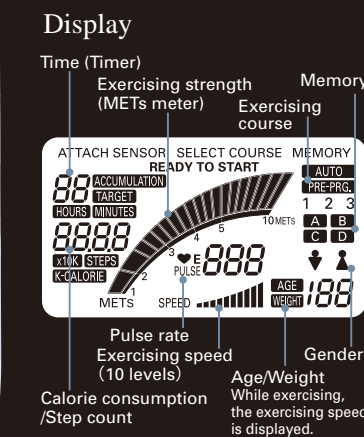 Display
Time (Timer)
Exercising strength
(METs meter)
Memory
Exercising
course
ATTACH SENSOR SELECT COURSE MEMORY
READY TO START
AUTO
PRE-PRG.
88 ACCUMULATION
TARGET
HOURS MINUTES
1 2 3
A B
C D
8888
x10K STEPS
K-CALORIE
1 2 3 4 5 10 METS
METs
E
PULSE 888
SPEED
AGE
WEIGHT 188
Pulse rate
Exercising speed
(10 levels)
Gender
Calorie consumption
/Step count
Age/Weight
While exercising,
the exercising speed
is displayed.